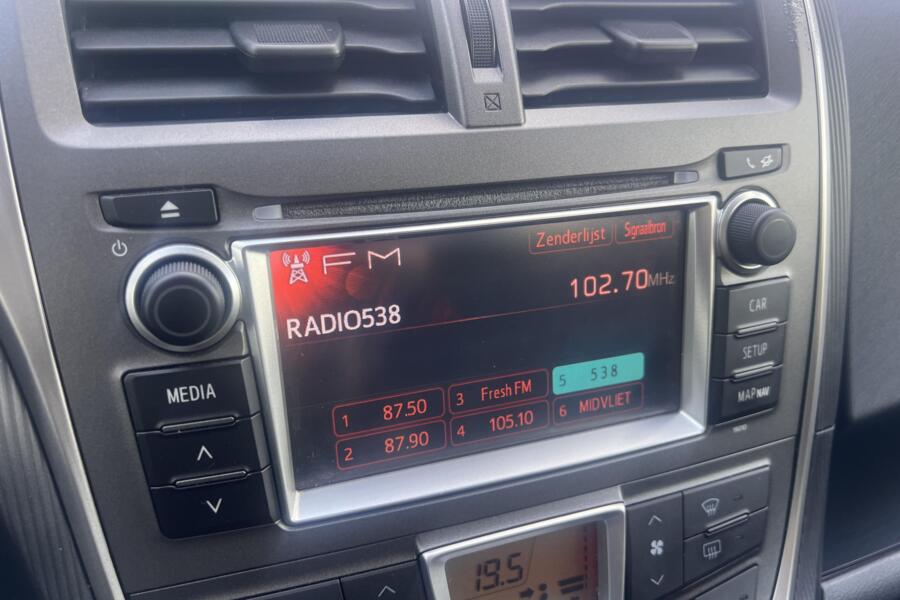 FM
Zenderlijst
Signaalbron
102.70MHz
RADIO538
1 87.50
3 Fresh FM
5 538
2 87.90
4 105.10
6 MIDVLIET
MEDIA
CAR
SETUP
MAP NAV
19.5